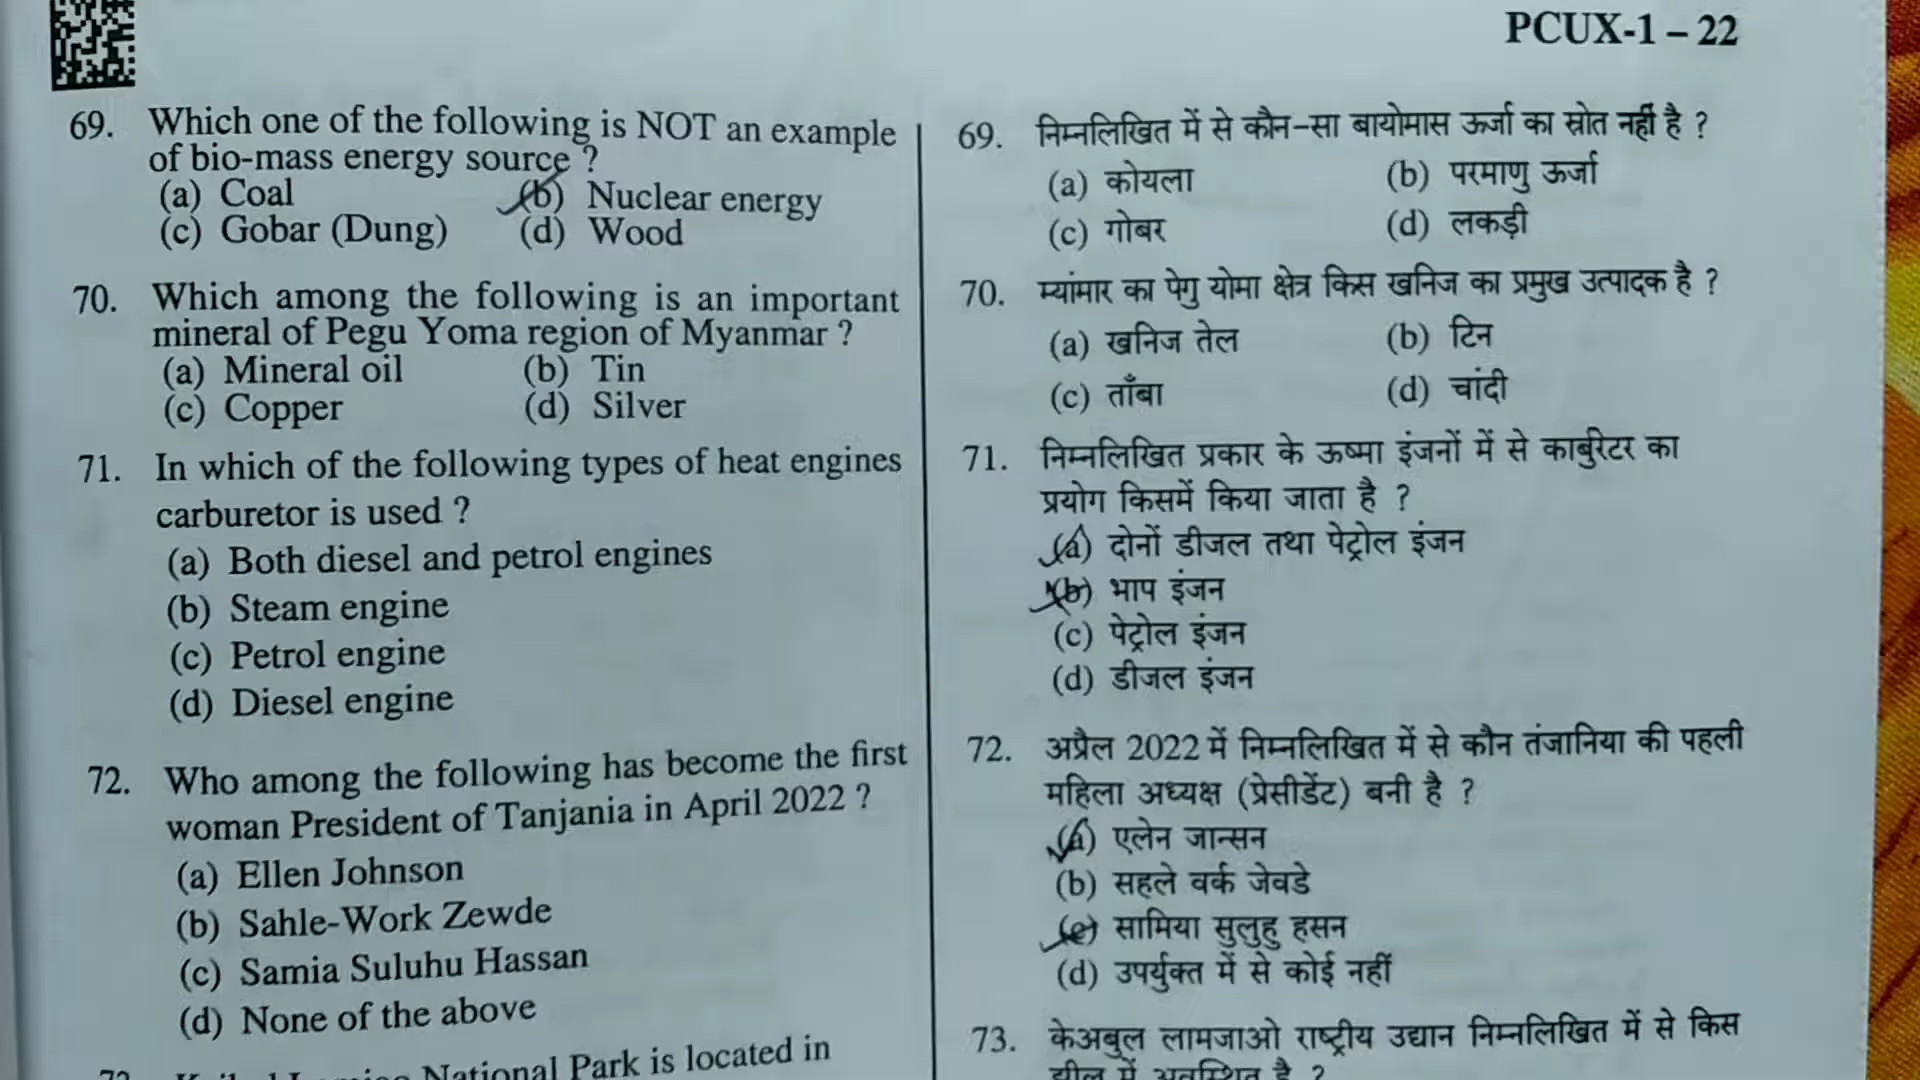 PCUX-1 – 22
69. Which one of the following is NOT an example
of bio-mass energy source ?
(a) Coal (b) Nuclear energy
(c) Gobar (Dung) (d) Wood
70. Which among the following is an important
mineral of Pegu Yoma region of Myanmar ?
(a) Mineral oil (b) Tin
(c) Copper (d) Silver
71. In which of the following types of heat engines
carburetor is used ?
(a) Both diesel and petrol engines
(b) Steam engine
(c) Petrol engine
(d) Diesel engine
72. Who among the following has become the first
woman President of Tanjania in April 2022 ?
(a) Ellen Johnson
(b) Sahle-Work Zewde
(c) Samia Suluhu Hassan
(d) None of the above
National Park is located in
69. निम्नलिखित में से कौन-सा बायोमास ऊर्जा का स्रोत नहीं है ?
(a) कोयला (b) परमाणु ऊर्जा
(c) गोबर (d) लकड़ी
70. म्यांमार का पेगु योमा क्षेत्र किस खनिज का प्रमुख उत्पादक है ?
(a) खनिज तेल (b) टिन
(c) ताँबा (d) चांदी
71. निम्नलिखित प्रकार के ऊष्मा इंजनों में से कार्बुरेटर का
प्रयोग किसमें किया जाता है ?
(a) दोनों डीजल तथा पेट्रोल इंजन
(b) भाप इंजन
(c) पेट्रोल इंजन
(d) डीजल इंजन
72. अप्रैल 2022 में निम्नलिखित में से कौन तंजानिया की पहली
महिला अध्यक्ष (प्रेसीडेंट) बनी है ?
(a) एलेन जान्सन
(b) सहले वर्क जेवडे
(c) सामिया सुलुहु हसन
(d) उपर्युक्त में से कोई नहीं
73. केअबुल लामजाओ राष्ट्रीय उद्यान निम्नलिखित में से किस
झील में अवस्थित है ?